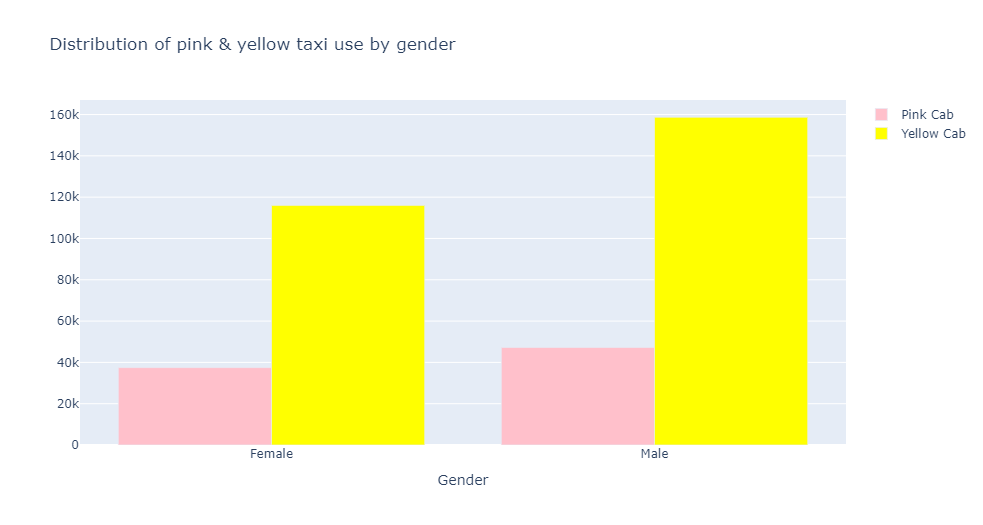 Distribution of pink & yellow taxi use by gender
160k
140k
120k
100k
80k
60k
40k
20k
0
Female
Male
Gender
Pink Cab
Yellow Cab